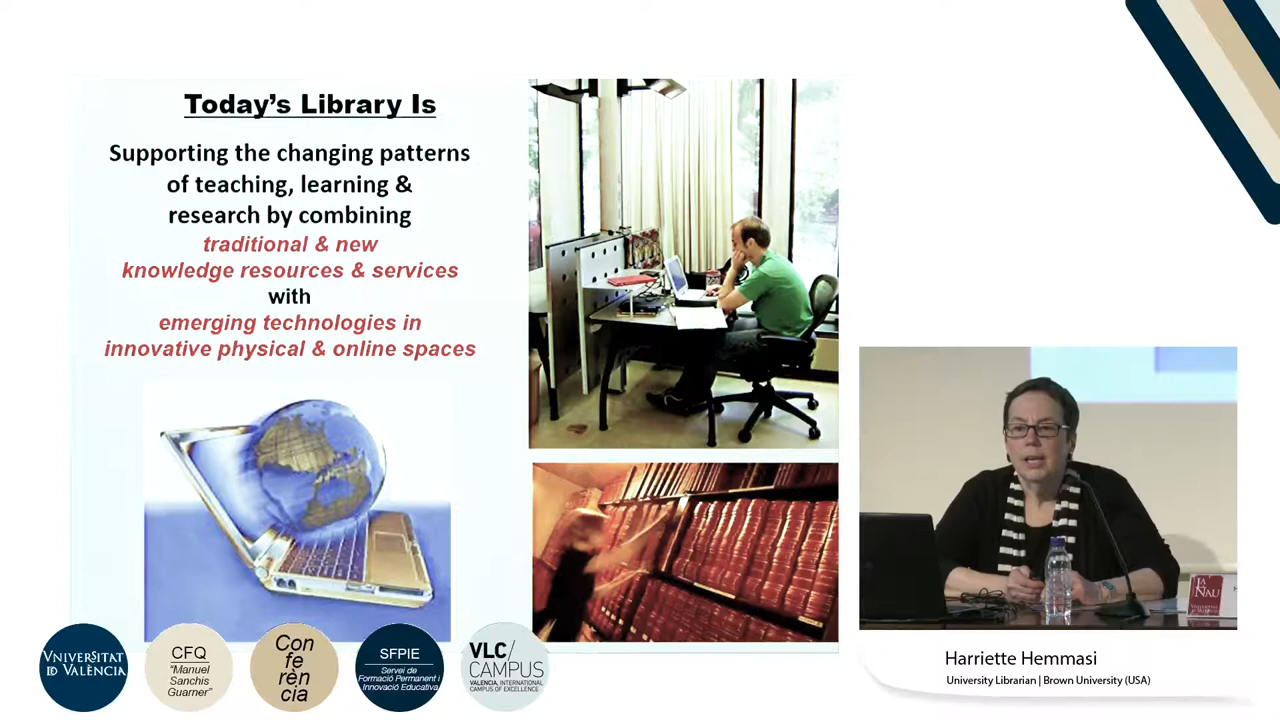 Today's Library Is
Supporting the changing patterns
of teaching, learning &
research by combining
traditional & new
knowledge resources & services
with
emerging technologies in
innovative physical & online spaces
VNIVERSITAT
ID VALÈNCIA
CFQ
"Manuel
Sanchis
Guarner"
Con
fe
rèn
cia
SFPIE
Servei de
Formació Permanent i
Innovació Educativa
VLC/
CAMPUS
VALENCIA, INTERNATIONAL
CAMPUS OF EXCELLENCE
LA
NAU
Harriette Hemmasi
University Librarian | Brown University (USA)